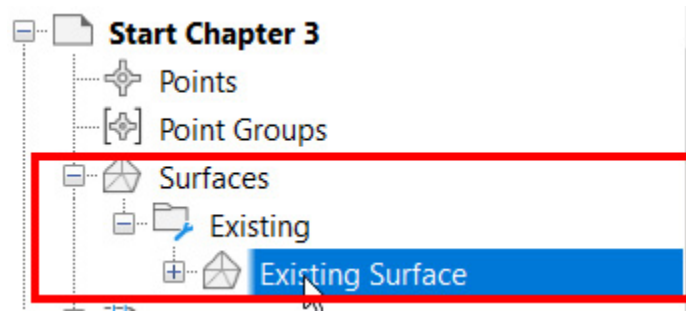 Start Chapter 3
Points
Point Groups
Surfaces
Existing
Existing Surface